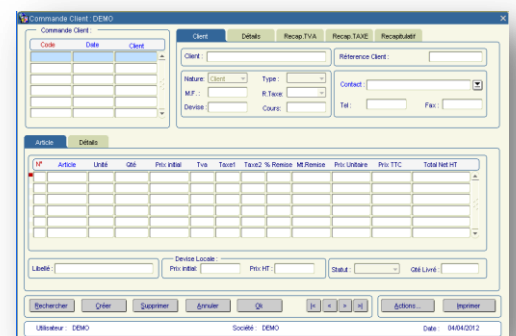 Commande Client : DEMO
Commande Client :
Code Date Client
Client Détails Recap.TVA Recap.TAXE Recapitulatif
Client :
Réference Client :
Nature: Client Type :
M.F. : R.Taxe:
Devise : Cours:
Contact :
Tel : Fax :
Article Détails
N° Article Unité Qté Prix initial Tva Taxe1 Taxe2 % Remise Mt.Remise Prix Unitaire Prix TTC Total Net HT
Devise Locale :
Libellé : Prix initial: Prix HT : Statut : Qté Livré :
Rechercher Créer Supprimer Annuler Ok |< < > >| Actions... Imprimer
Utilisateur : DEMO Société : DEMO Date : 04/04/2012